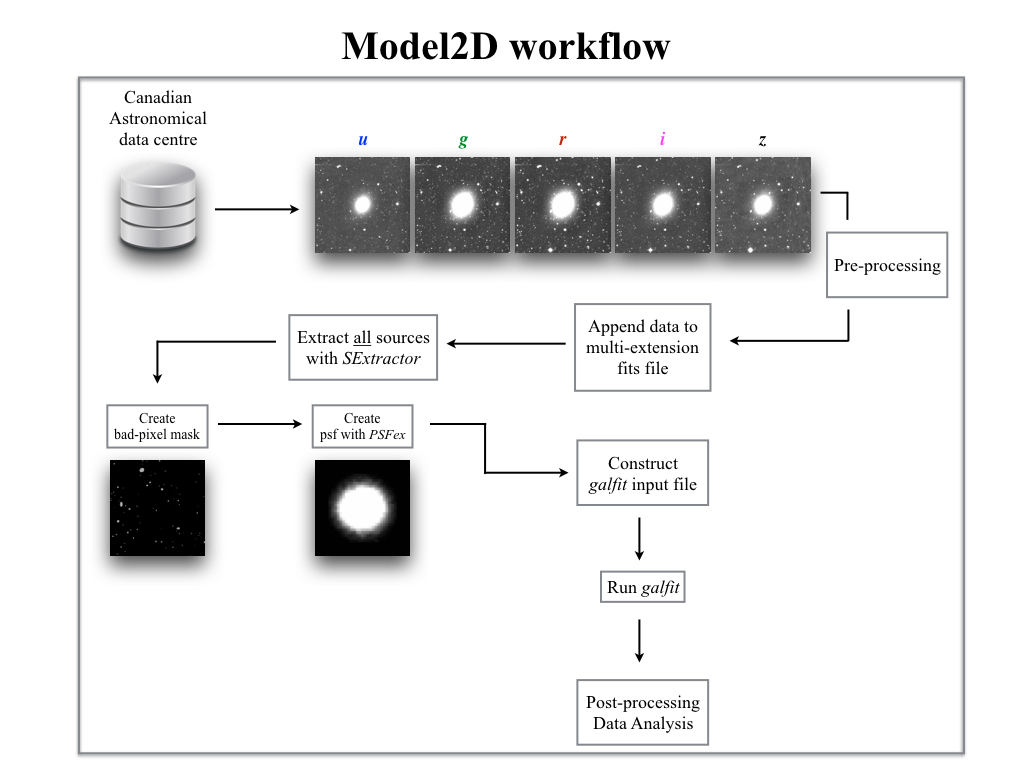 Model2D workflow
Canadian
Astronomical
data centre
u g r i z
Pre-processing
Append data to
multi-extension
fits file
Extract all sources
with SExtractor
Create
bad-pixel mask
Create
psf with PSFex
Construct
galfit input file
Run galfit
Post-processing
Data Analysis